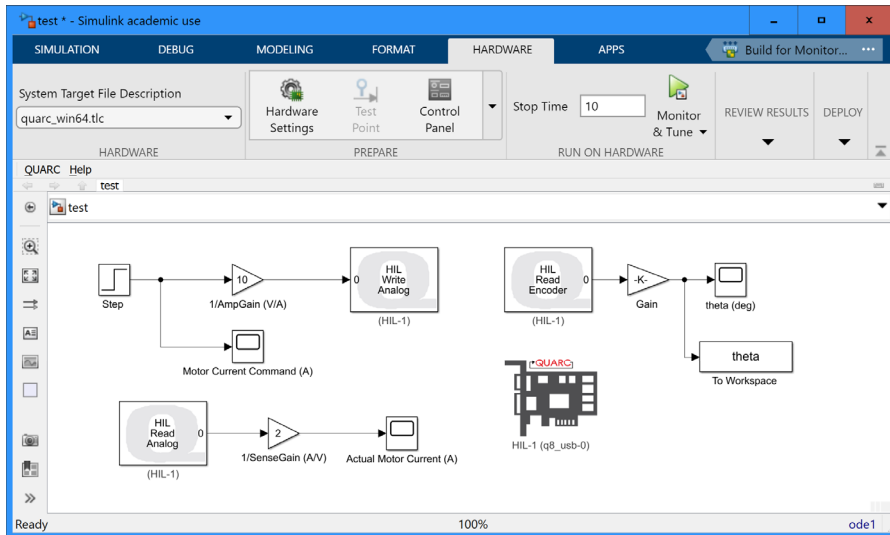 test * - Simulink academic use
SIMULATION DEBUG MODELING FORMAT HARDWARE APPS Build for Monitor...
System Target File Description
quarc_win64.tlc
Hardware Settings
Test Point
Control Panel
Stop Time 10
Monitor & Tune
REVIEW RESULTS
DEPLOY
HARDWARE PREPARE RUN ON HARDWARE
QUARC Help
test
test
Step
10
1/AmpGain (V/A)
0 HIL
Write
Analog
(HIL-1)
Motor Current Command (A)
HIL
Read
Encoder 0
(HIL-1)
-K-
Gain
theta (deg)
theta
To Workspace
HIL
Read
Analog 0
(HIL-1)
2
1/SenseGain (A/V)
Actual Motor Current (A)
QUARC
HIL-1 (q8_usb-0)
Ready 100% ode1